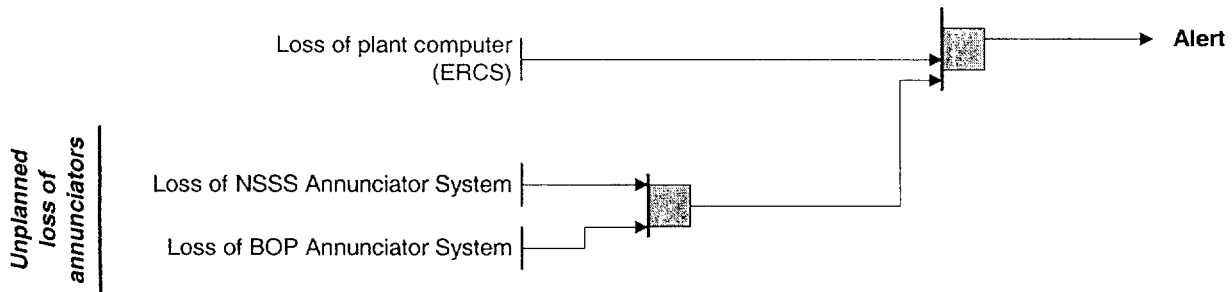 Loss of plant computer
(ERCS)
Alert
Unplanned
loss of
annunciators
Loss of NSSS Annunciator System
Loss of BOP Annunciator System